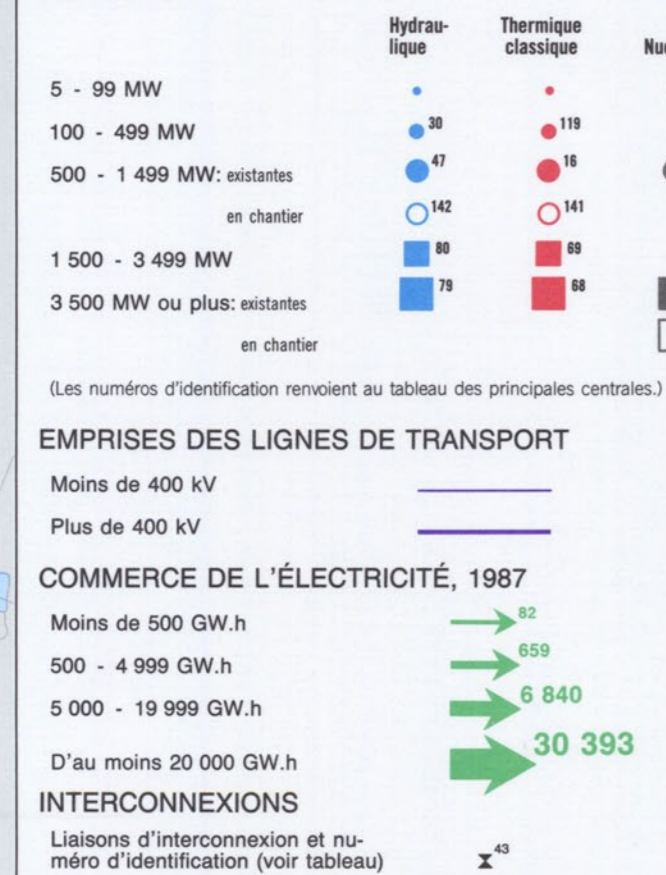 Hydrau- Thermique
lique classique
5 - 99 MW
100 - 499 MW 30 119
500 - 1 499 MW: existantes 47 16
en chantier 142 141
1 500 - 3 499 MW 80 69
3 500 MW ou plus: existantes 79 68
en chantier
(Les numéros d'identification renvoient au tableau des principales centrales.)
EMPRISES DES LIGNES DE TRANSPORT
Moins de 400 kV
Plus de 400 kV
COMMERCE DE L'ÉLECTRICITÉ, 1987
Moins de 500 GW.h 82
500 - 4 999 GW.h 659
5 000 - 19 999 GW.h 6 840
D'au moins 20 000 GW.h 30 393
INTERCONNEXIONS
Liaisons d'interconnexion et nu-
méro d'identification (voir tableau) 43